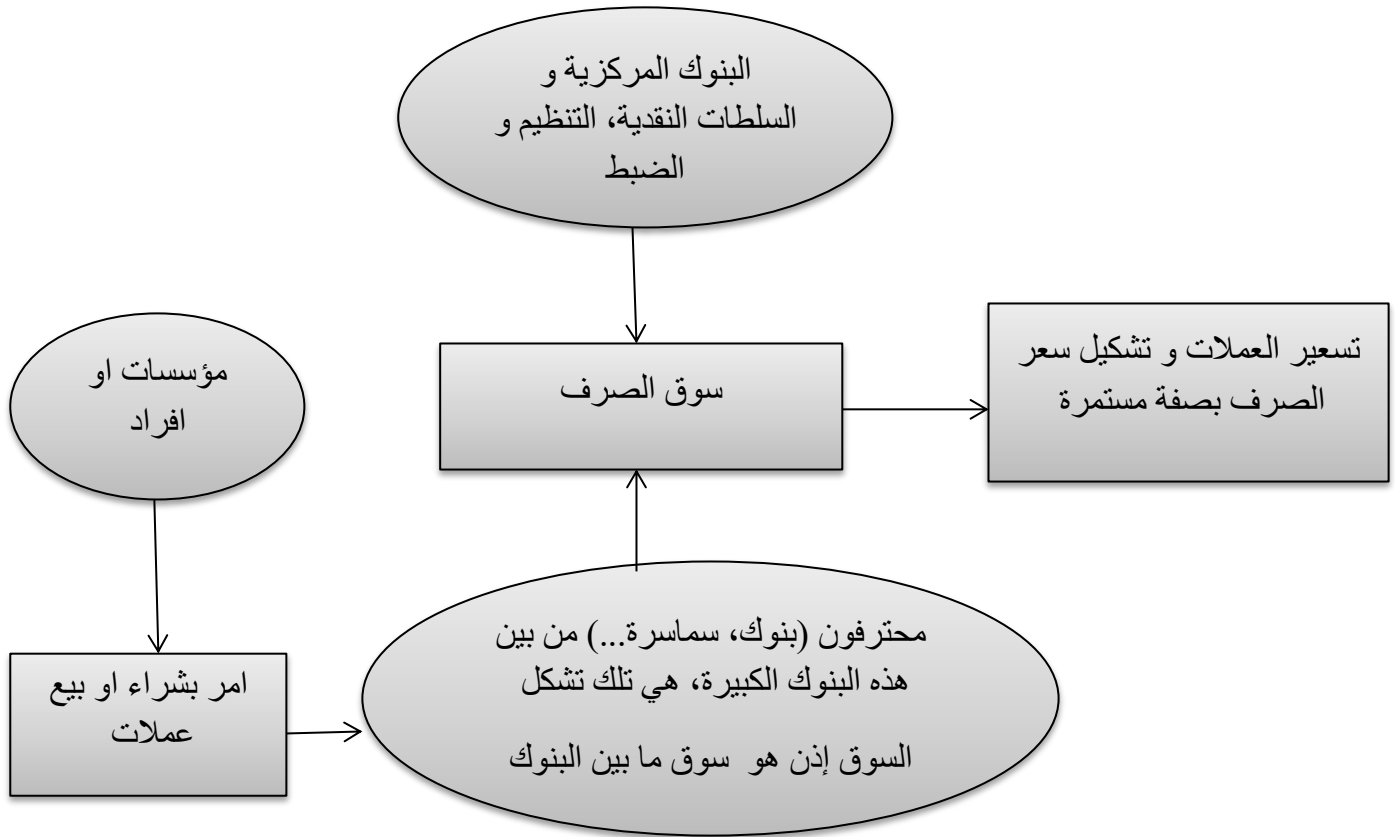 البنوك المركزية و
السلطات النقدية، التنظيم و
الضبط
تسعير العملات و تشكيل سعر
الصرف بصفة مستمرة
سوق الصرف
مؤسسات او
افراد
محترفون (بنوك، سماسرة...) من بين
هذه البنوك الكبيرة، هي تلك تشكل
السوق إذن هو سوق ما بين البنوك
امر بشراء او بيع
عملات